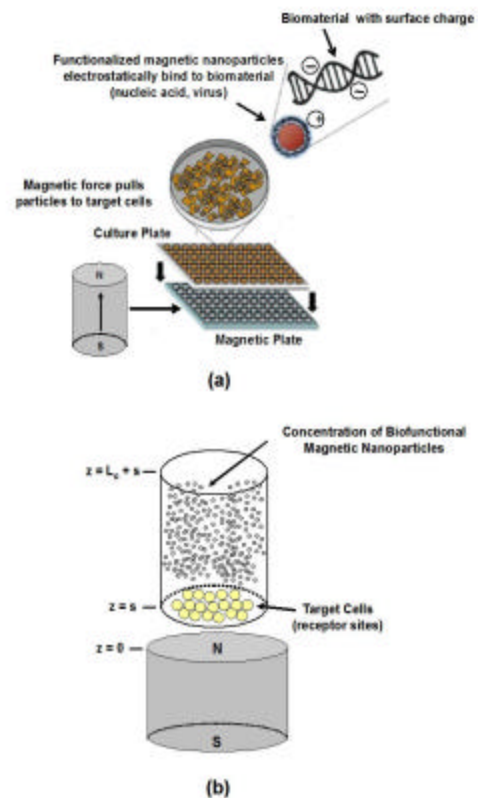 Biomaterial with surface charge
Functionalized magnetic nanoparticles
electrostatically bind to biomaterial
(nucleic acid, virus)
Magnetic force pulls
particles to target cells
Culture Plate
N
S
Magnetic Plate
(a)
Concentration of Biofunctional
Magnetic Nanoparticles
z = Lc + s
z = s
Target Cells
(receptor sites)
z = 0
N
S
(b)